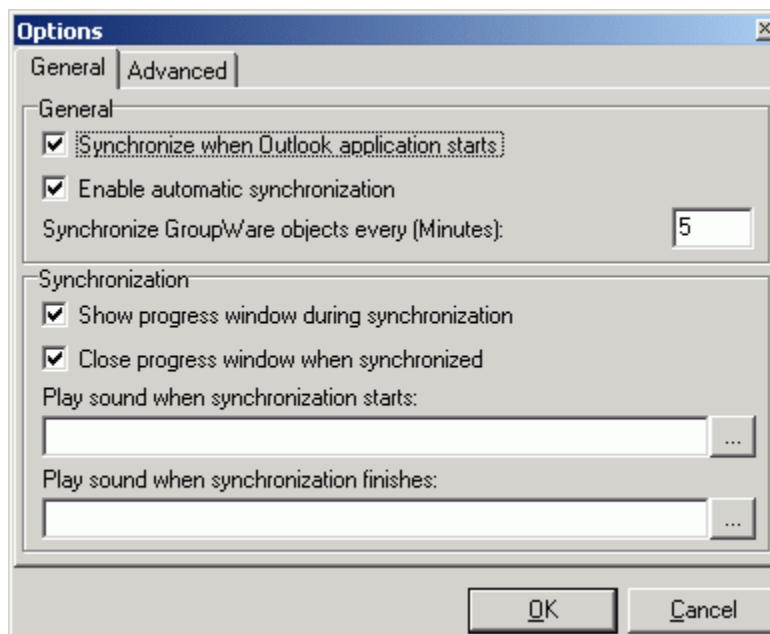 Options
General Advanced
General
Synchronize when Outlook application starts
Enable automatic synchronization
Synchronize GroupWare objects every (Minutes): 5
Synchronization
Show progress window during synchronization
Close progress window when synchronized
Play sound when synchronization starts:
...
Play sound when synchronization finishes:
...
OK Cancel